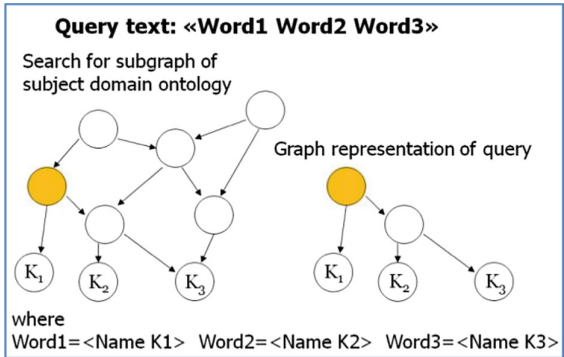 Query text: «Word1 Word2 Word3»
Search for subgraph of
subject domain ontology
Graph representation of query
K1
K2
K3
K1
K2
K3
where
Word1=<Name K1> Word2=<Name K2> Word3=<Name K3>